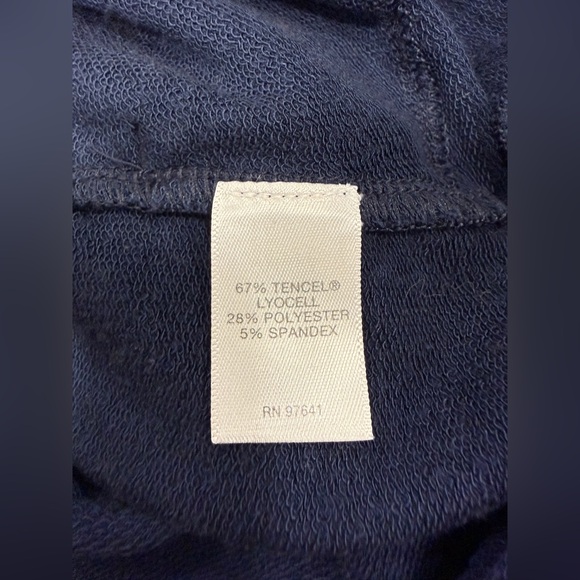 67% TENCEL®
LYOCELL
28% POLYESTER
5% SPANDEX
RN 97641